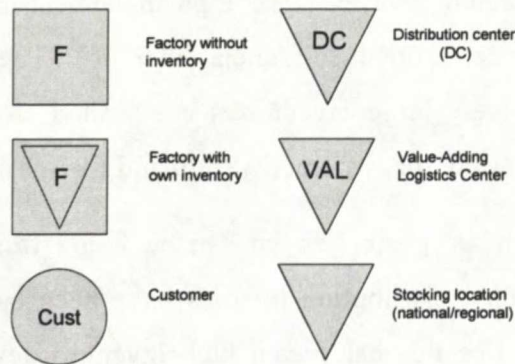 F
Factory without
inventory
DC
Distribution center
(DC)
F
Factory with
own inventory
VAL
Value-Adding
Logistics Center
Cust
Customer
Stocking location
(national/regional)